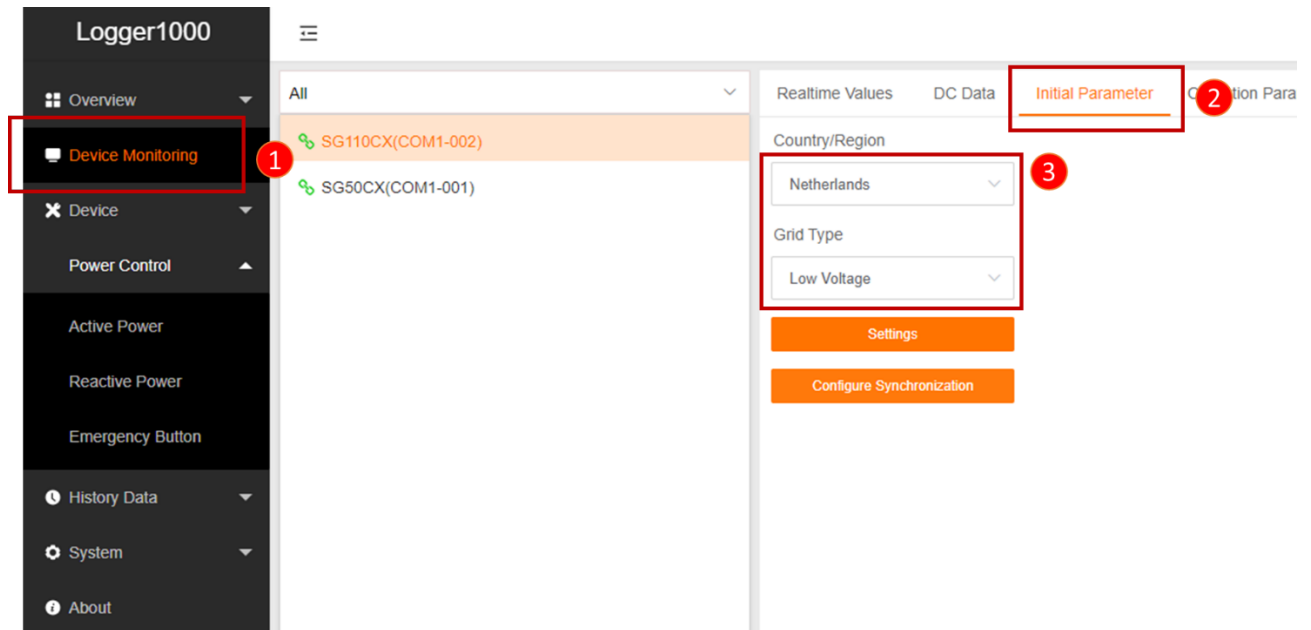 Logger1000
Overview
Device Monitoring
1
Device
Power Control
Active Power
Reactive Power
Emergency Button
History Data
System
About
All
SG110CX(COM1-002)
SG50CX(COM1-001)
Realtime Values DC Data Initial Parameter 2 tion Para
Country/Region
Netherlands
3
Grid Type
Low Voltage
Settings
Configure Synchronization